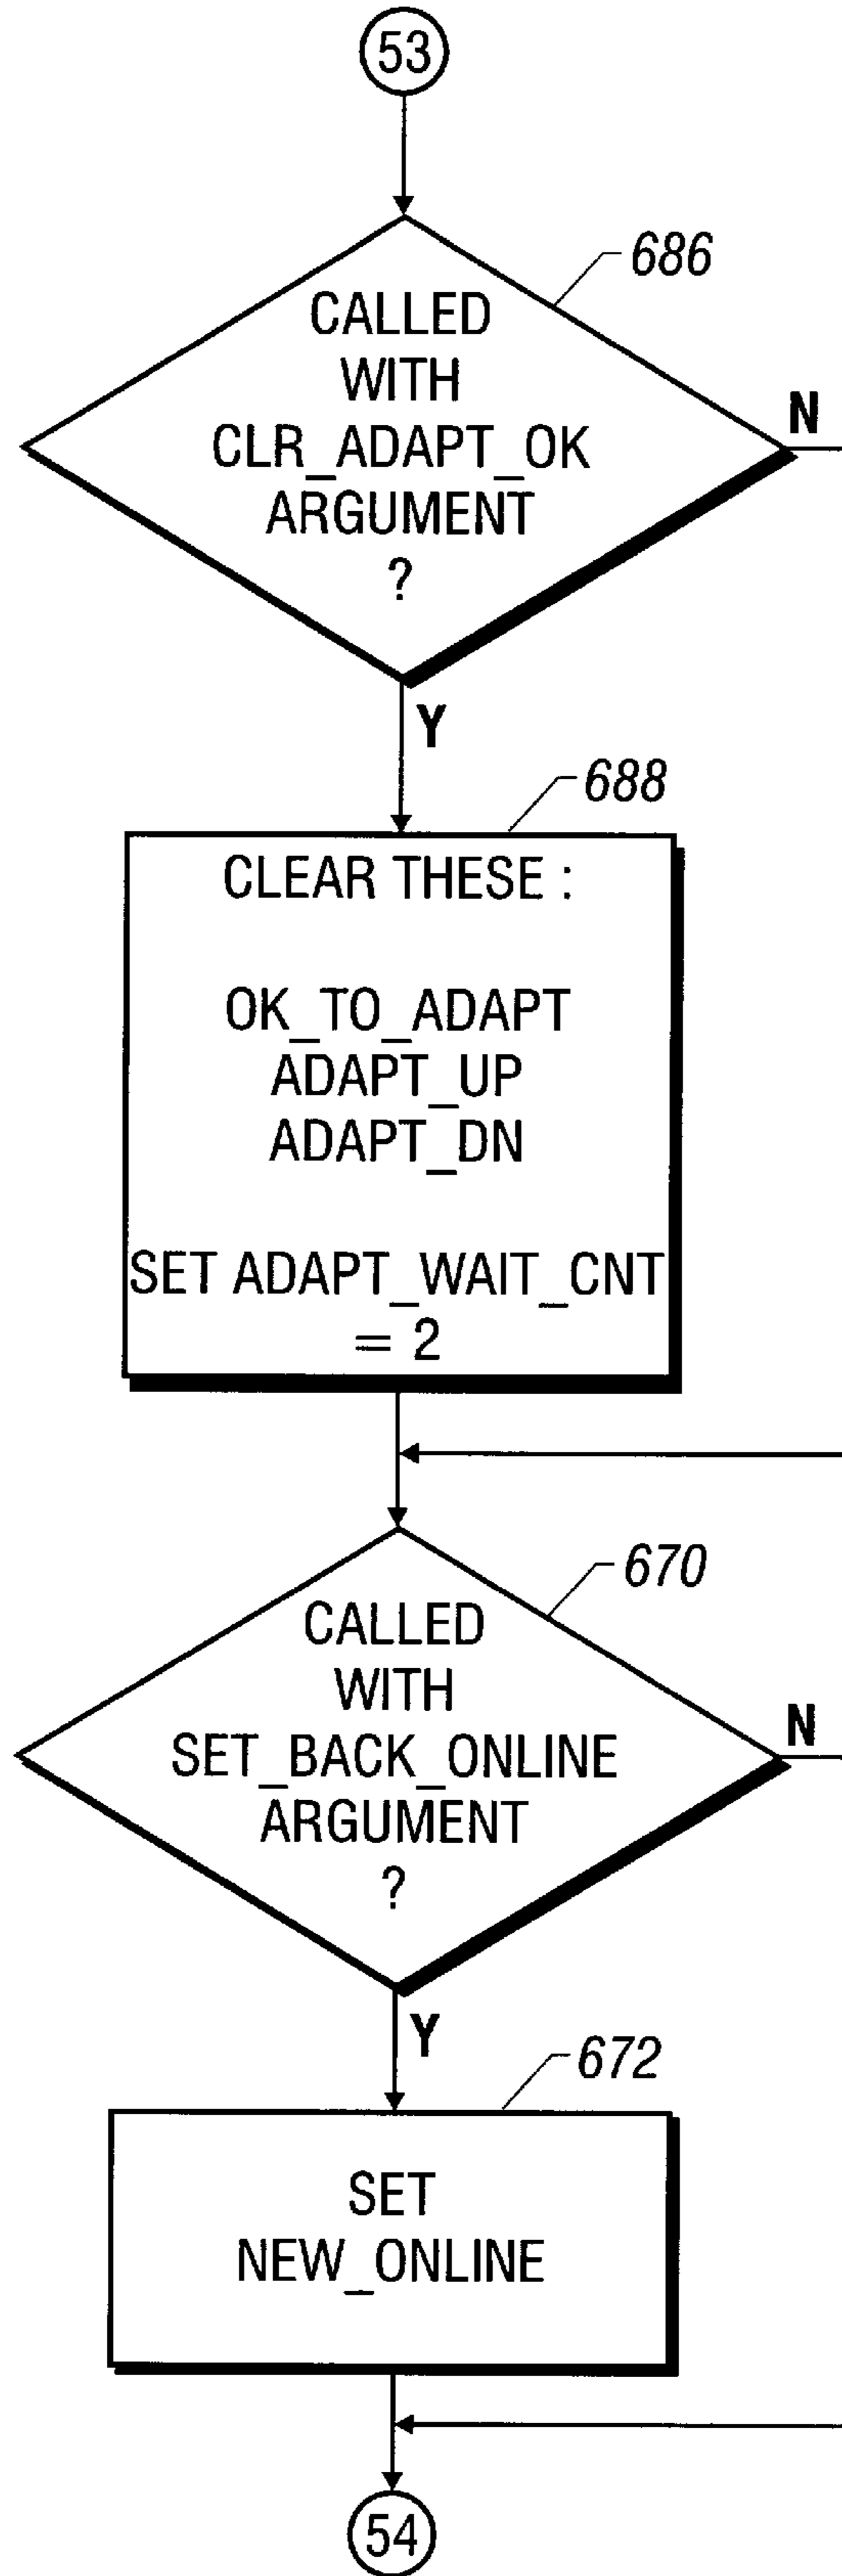 53
686
CALLED
WITH
CLR_ADAPT_OK
ARGUMENT
?
N
Y
688
CLEAR THESE :
OK_TO_ADAPT
ADAPT_UP
ADAPT_DN
SET ADAPT_WAIT_CNT
= 2
670
CALLED
WITH
SET_BACK_ONLINE
ARGUMENT
?
N
Y
672
SET
NEW_ONLINE
54